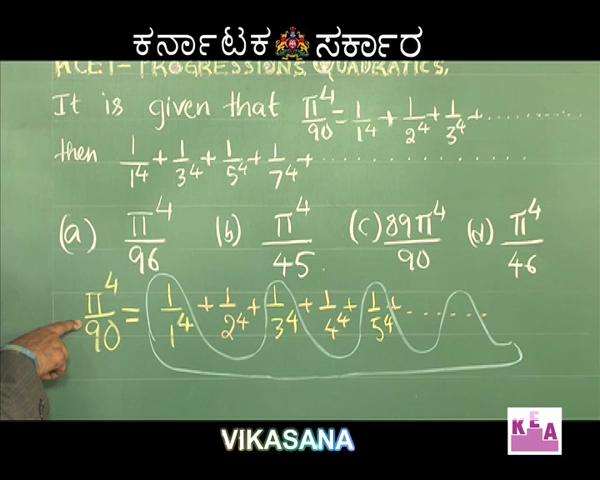 ಕರ್ನಾಟಕ ಸರ್ಕಾರ
KCET-PROGRESSIONS, QUADRATICS.
It is given that π⁴/90 = 1/1⁴ + 1/2⁴ + 1/3⁴ + ............
then 1/1⁴ + 1/3⁴ + 1/5⁴ + 1/7⁴ + ............
(a) π⁴/96 (b) π⁴/45. (c) 89π⁴/90 (d) π⁴/46
π⁴/90 = 1/1⁴ + 1/2⁴ + 1/3⁴ + 1/4⁴ + 1/5⁴ + .......
KEA
VIKASANA